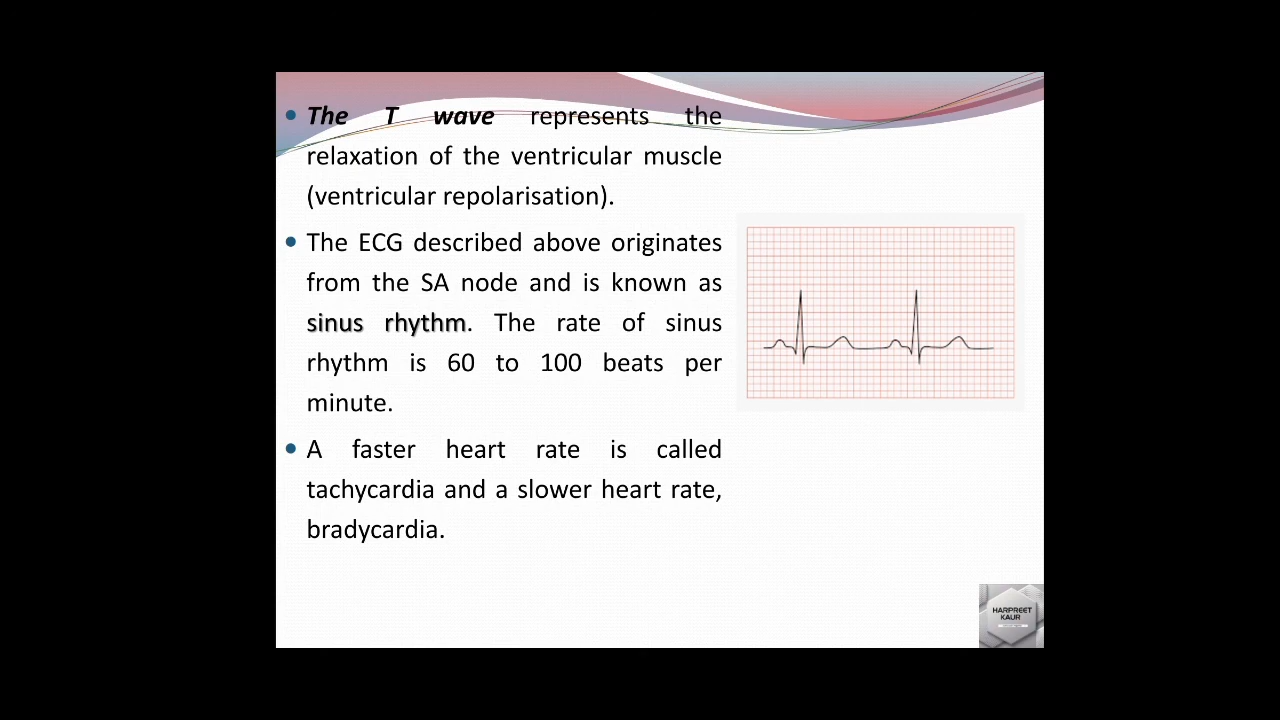 The T wave represents the
relaxation of the ventricular muscle
(ventricular repolarisation).
The ECG described above originates
from the SA node and is known as
sinus rhythm. The rate of sinus
rhythm is 60 to 100 beats per
minute.
A faster heart rate is called
tachycardia and a slower heart rate,
bradycardia.
HARPREET
KAUR